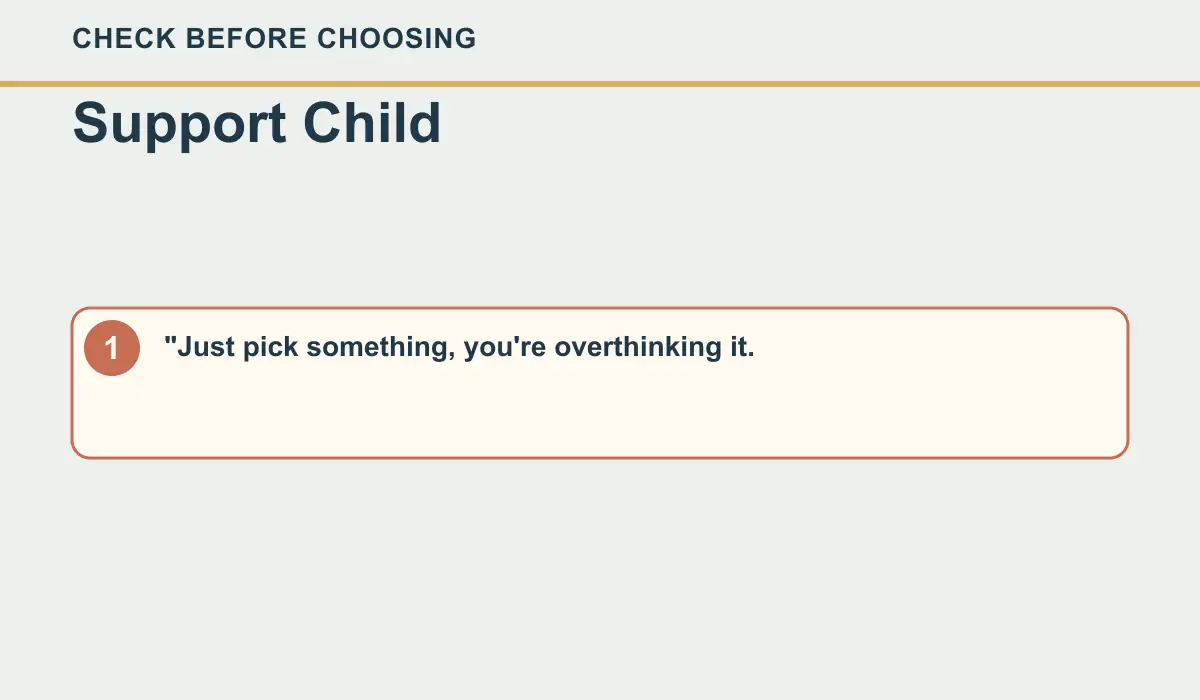 CHECK BEFORE CHOOSING
Support Child
1 "Just pick something, you're overthinking it.